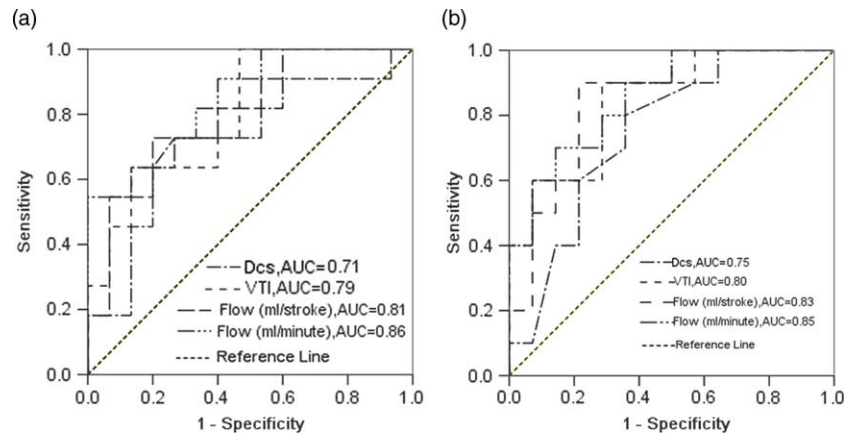 (a)
1.0
0.8
0.6
0.4
0.2
0.0
Sensitivity
Dcs,AUC=0.71
VTI,AUC=0.79
Flow (ml/stroke),AUC=0.81
Flow (ml/minute),AUC=0.86
Reference Line
0.0 0.2 0.4 0.6 0.8 1.0
1 - Specificity
(b)
1.0
0.8
0.6
0.4
0.2
0.0
Sensitivity
Dcs,AUC=0.75
VTI,AUC=0.80
Flow (ml/stroke),AUC=0.83
Flow (ml/minute),AUC=0.85
Reference Line
0.0 0.2 0.4 0.6 0.8 1.0
1 - Specificity